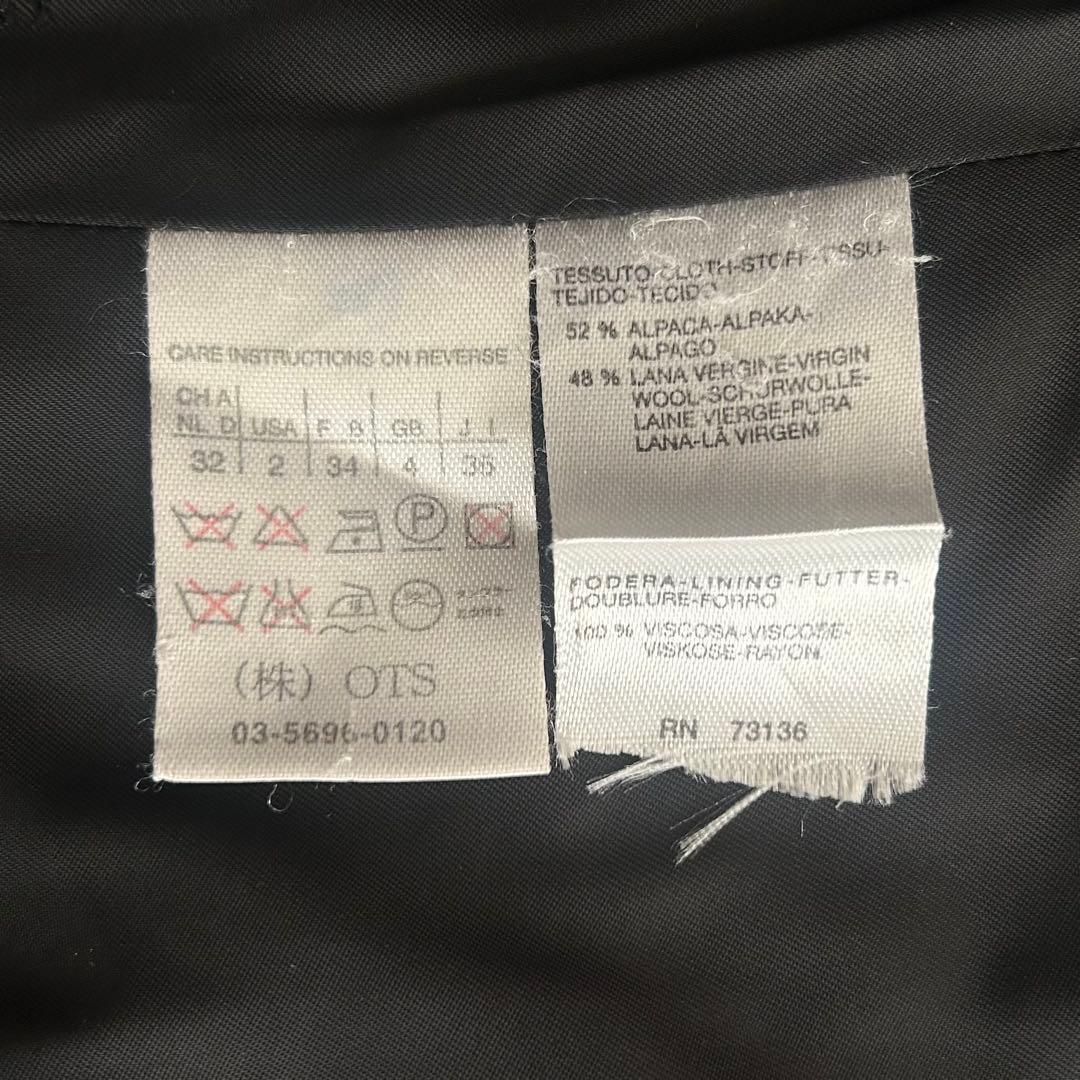 CARE INSTRUCTIONS ON REVERSE
CH A
NL D USA F B GB J I
32 2 34 4 36
P
(株) OTS
03-5696-0120
TESSUTO-CLOTH-STOFF-TISSU-
TEJIDO-TECIDO
52 % ALPACA-ALPAKA-
ALPAGO
48 % LANA VERGINE-VIRGIN
WOOL-SCHURWOLLE-
LAINE VIERGE-PURA
LANA-LÃ VIRGEM
FODERA-LINING-FUTTER-
DOUBLURE-FORRO
100 % VISCOSA-VISCOSE-
VISKOSE-RAYON
RN 73136